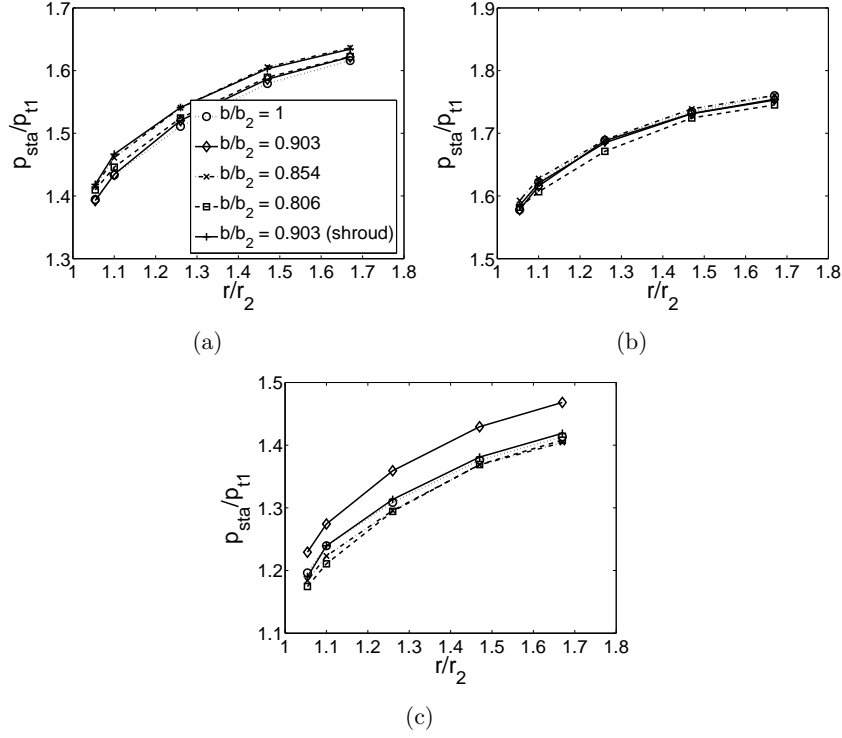 1.7
1.6
1.5
1.4
1.3
1 1.1 1.2 1.3 1.4 1.5 1.6 1.7 1.8
p_sta/p_t1
r/r_2
b/b_2 = 1
b/b_2 = 0.903
b/b_2 = 0.854
b/b_2 = 0.806
b/b_2 = 0.903 (shroud)
(a)
1.9
1.8
1.7
1.6
1.5
1 1.1 1.2 1.3 1.4 1.5 1.6 1.7 1.8
p_sta/p_t1
r/r_2
(b)
1.5
1.4
1.3
1.2
1.1
1 1.1 1.2 1.3 1.4 1.5 1.6 1.7 1.8
p_sta/p_t1
r/r_2
(c)